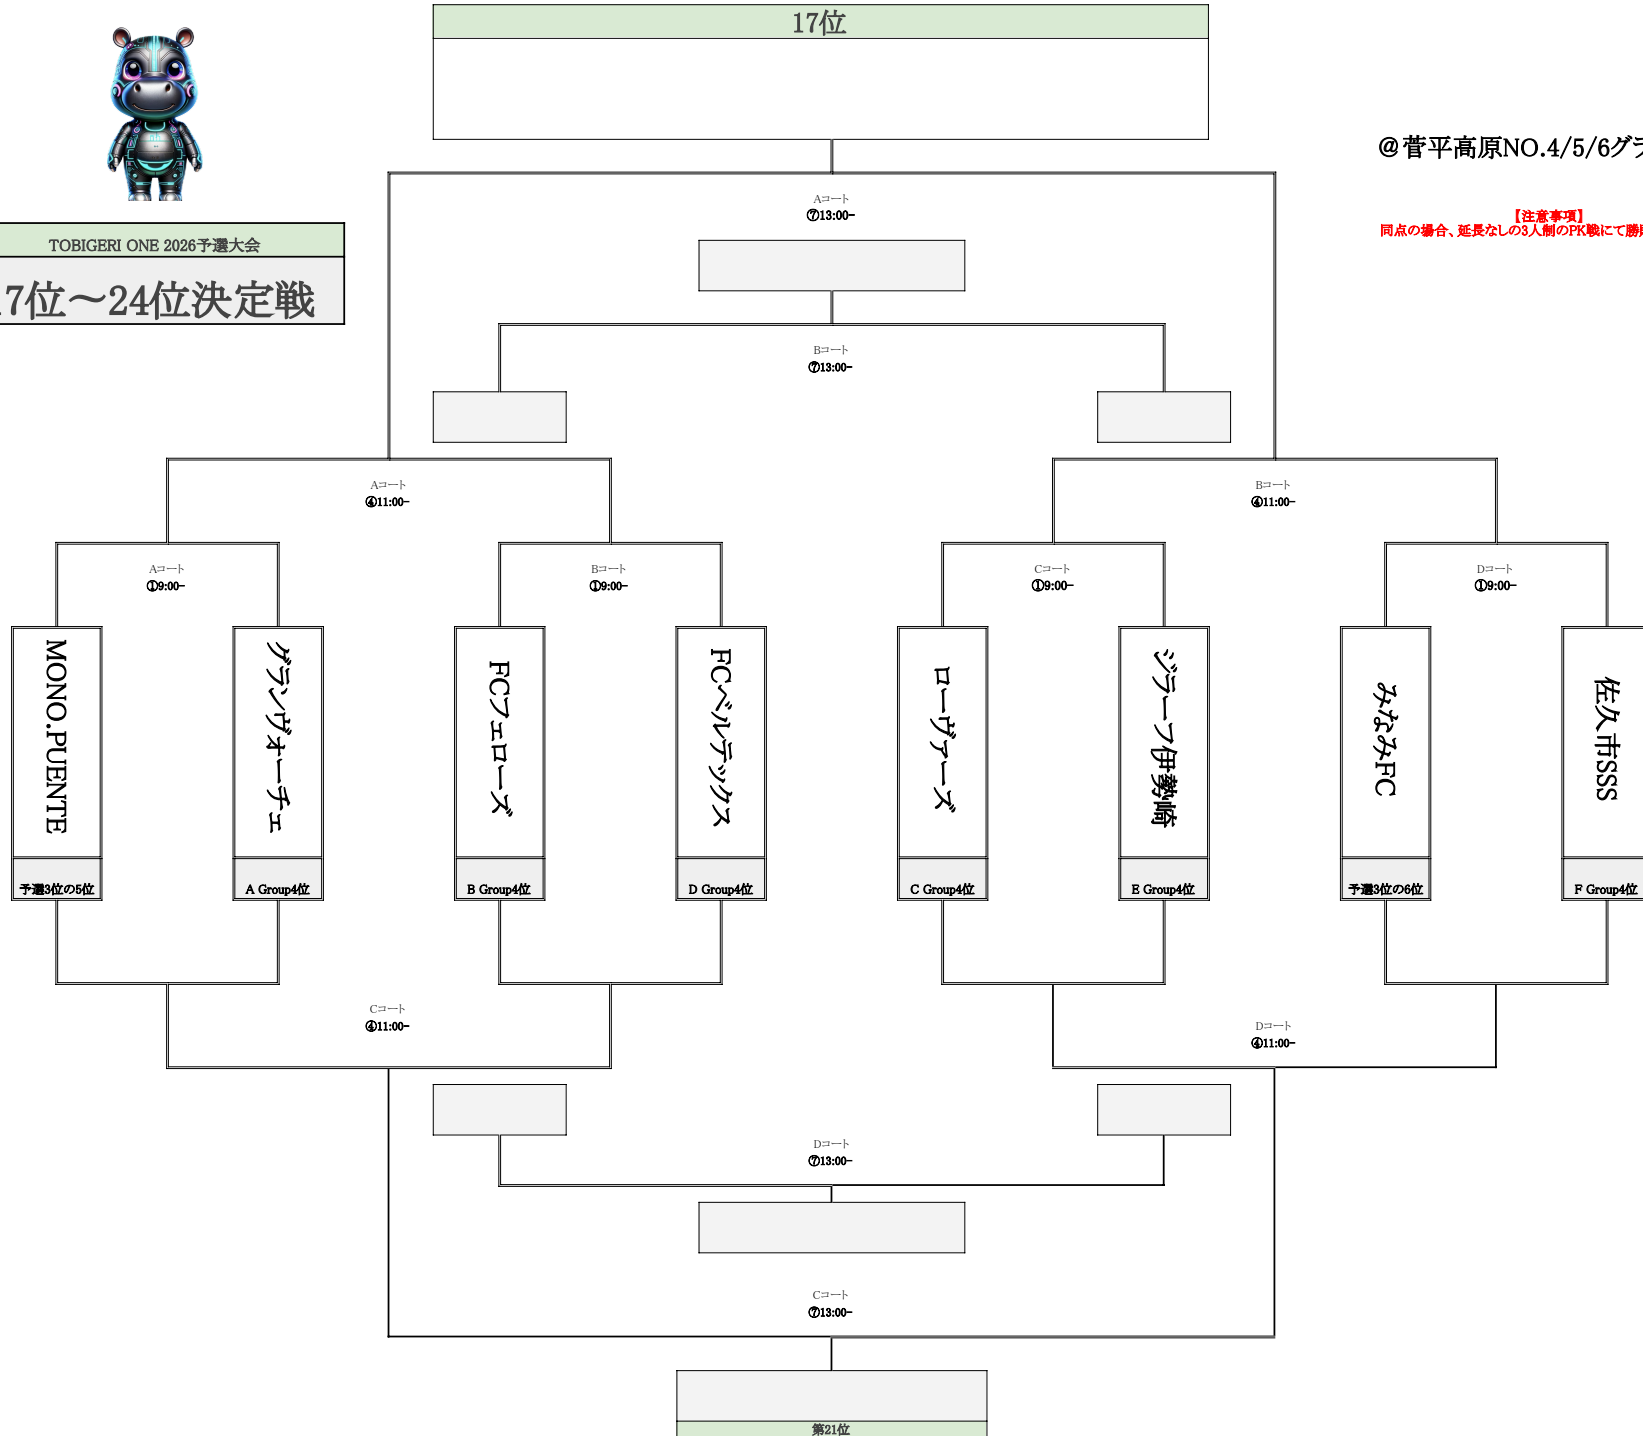 17位
@菅平高原NO.4/5/6グラ
【注意事項】
同点の場合、延長なしの3人制のPK戦にて勝
TOBIGERI ONE 2026予選大会
7位～24位決定戦
Aコート
⑦13:00-
Bコート
⑦13:00-
Aコート
④11:00-
Bコート
④11:00-
Aコート
①9:00-
Bコート
①9:00-
Cコート
①9:00-
Dコート
①9:00-
MONO.PUENTE
グランヴォーチェ
FCフェローズ
FCベルテックス
ローヴァーズ
ジラーフ伊勢崎
みなみFC
佐久市SSS
予選3位の5位
A Group4位
B Group4位
D Group4位
C Group4位
E Group4位
予選3位の6位
F Group4位
Cコート
④11:00-
Dコート
④11:00-
Dコート
⑦13:00-
Cコート
⑦13:00-
第21位